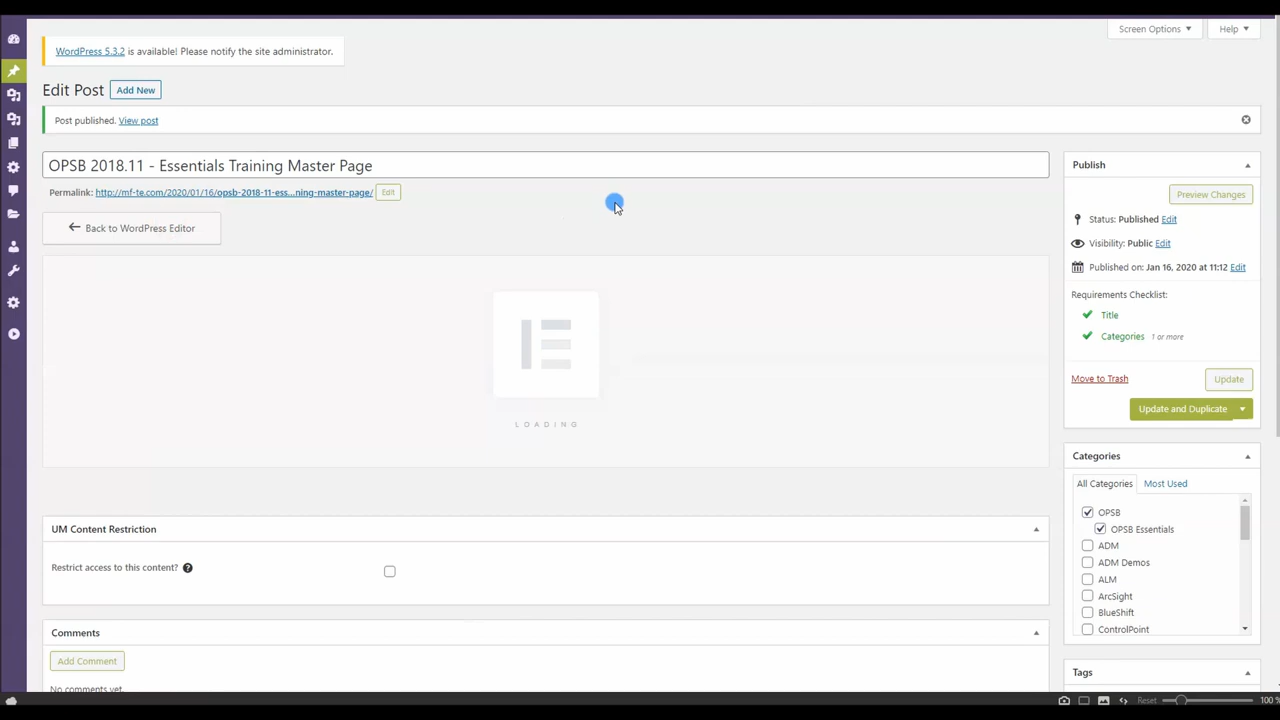 Screen Options
Help
WordPress 5.3.2 is available! Please notify the site administrator.
Edit Post
Add New
Post published. View post
OPSB 2018.11 - Essentials Training Master Page
Permalink: http://mf-te.com/2020/01/16/opsb-2018-11-ess...ning-master-page/ Edit
Back to WordPress Editor
LOADING
UM Content Restriction
Restrict access to this content?
Comments
Add Comment
No comments yet.
Publish
Preview Changes
Status: Published Edit
Visibility: Public Edit
Published on: Jan 16, 2020 at 11:12 Edit
Requirements Checklist:
Title
Categories 1 or more
Move to Trash
Update
Update and Duplicate
Categories
All Categories
Most Used
OPSB
OPSB Essentials
ADM
ADM Demos
ALM
ArcSight
BlueShift
ControlPoint
Tags
Reset
100 %